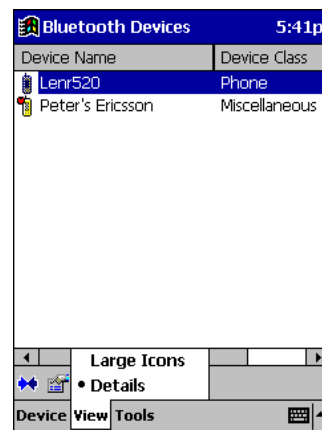 Bluetooth Devices 5:41p
Device Name Device Class
Lenr520 Phone
Peter's Ericsson Miscellaneous
Large Icons
• Details
Device View Tools